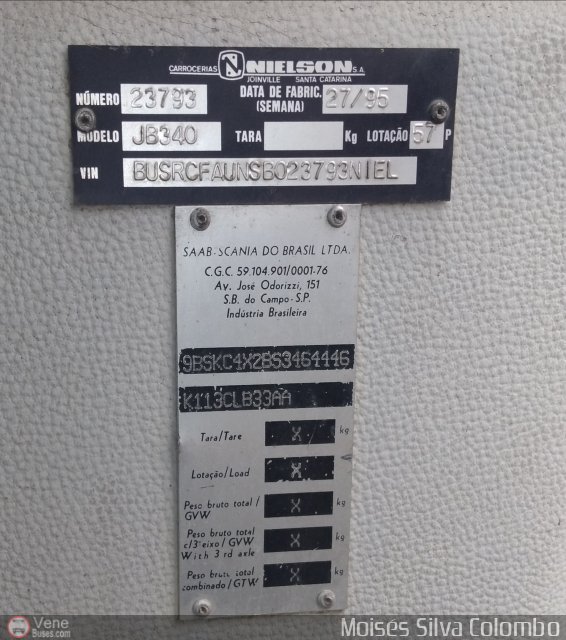 CARROCERIAS NIELSON S.A.
JOINVILLE SANTA CATARINA
NÚMERO 23793 DATA DE FABRIC. (SEMANA) 27/95
MODELO JB340 TARA Kg LOTAÇÃO 57 P
VIN BUSRCFAUNSB023793NIEL
SAAB-SCANIA DO BRASIL LTDA.
C.G.C. 59.104.901/0001-76
Av. José Odorizzi, 151
S.B. do Campo-S.P.
Indústria Brasileira
9BSKC4X2BS3464446
K113CLB33AA
Tara/Tare X kg
Lotação/Load X
Peso bruto total/
GVW X kg
Peso bruto total
c/3º eixo/GVW X kg
With 3 rd axle
Peso bruto total
combinado/GTW X kg
Vene
Buses.com
Moisés Silva Colombo